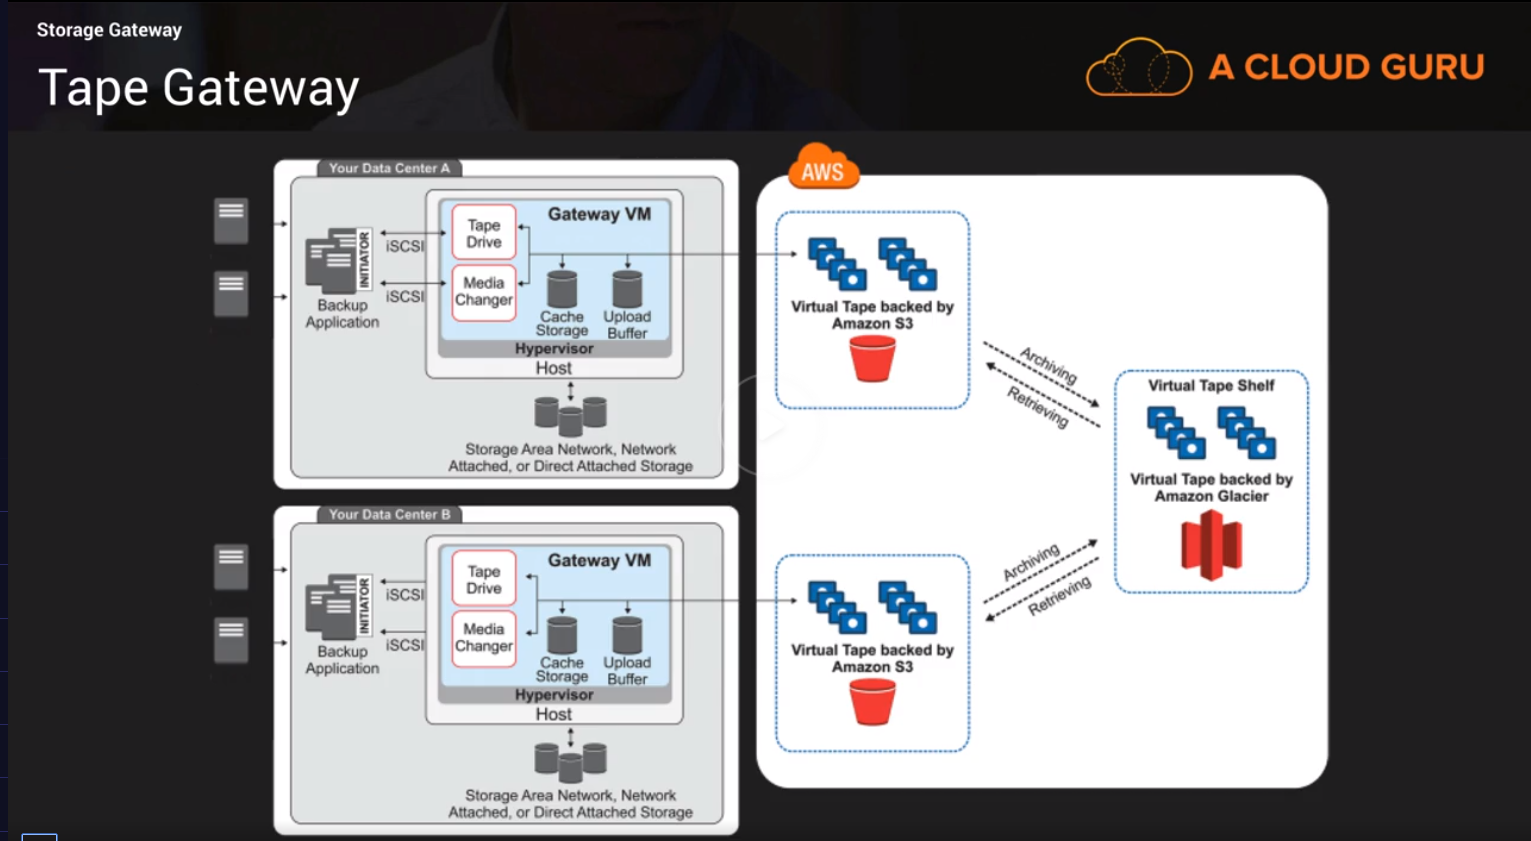 Storage Gateway
Tape Gateway
A CLOUD GURU
Your Data Center A
INITIATOR
Backup
Application
iSCSI
iSCSI
Gateway VM
Tape
Drive
Media
Changer
Cache
Storage
Upload
Buffer
Hypervisor
Host
Storage Area Network, Network
Attached, or Direct Attached Storage
Your Data Center B
INITIATOR
Backup
Application
iSCSI
iSCSI
Gateway VM
Tape
Drive
Media
Changer
Cache
Storage
Upload
Buffer
Hypervisor
Host
Storage Area Network, Network
Attached, or Direct Attached Storage
AWS
Virtual Tape backed by
Amazon S3
Archiving
Retrieving
Virtual Tape Shelf
Virtual Tape backed by
Amazon Glacier
Archiving
Retrieving
Virtual Tape backed by
Amazon S3